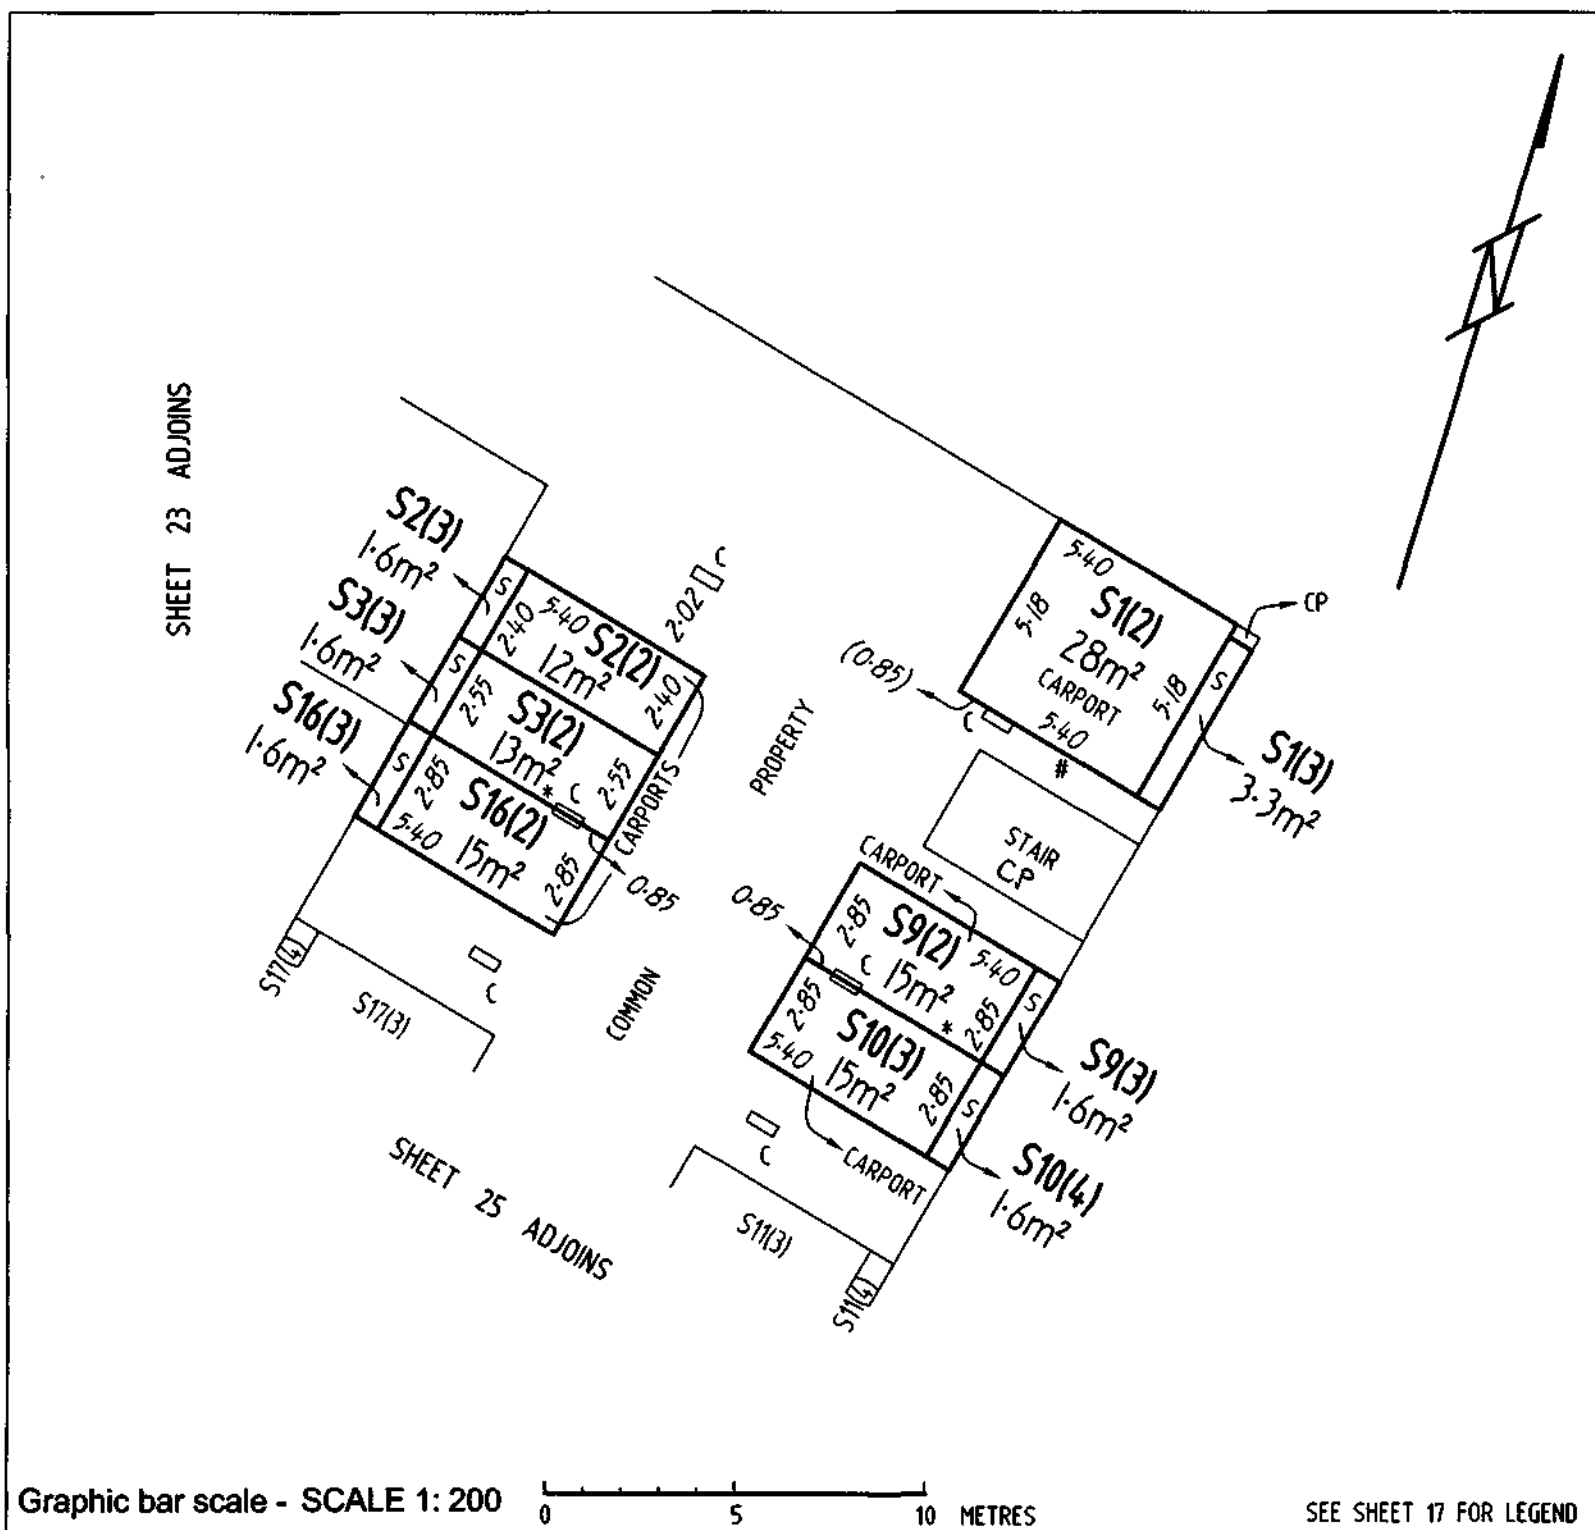 N
SHEET 23 ADJOINS
S2(3)
1·6m²
S3(3)
1·6m²
S16(3)
1·6m²
S
S
S
5·40
2·40
S2(2)
12m²
2·40
2·55
S3(2)
13m²
2·55
* C
2·85
S16(2)
15m²
5·40
2·85
CARPORTS
0·85
2·02
C
PROPERTY
COMMON
5·40
5·18
S1(2)
28m²
CARPORT
5·18
5·40
#
S
CP
(0·85)
C
S1(3)
3·3m²
STAIR
C.P
CARPORT
0·85
2·85
S9(2)
15m²
5·40
2·85
C
*
S
S9(3)
1·6m²
2·85
S10(3)
15m²
5·40
2·85
S
S10(4)
1·6m²
CARPORT
C
S17(4)
S17(3)
C
S11(3)
S11(4)
SHEET 25 ADJOINS
Graphic bar scale - SCALE 1: 200
0 5 10 METRES
SEE SHEET 17 FOR LEGEND